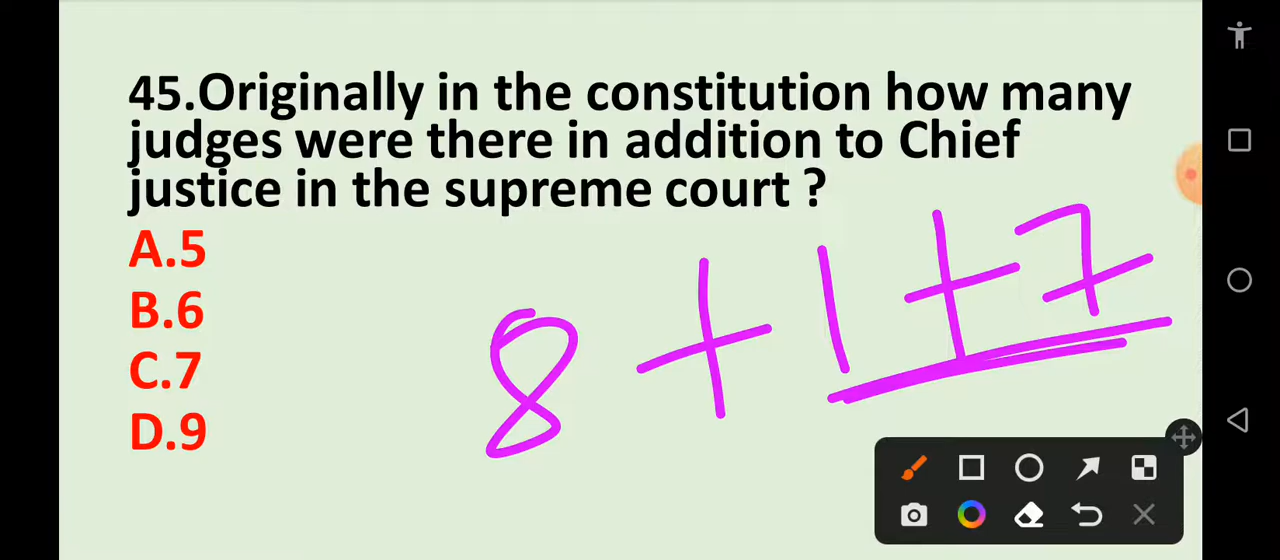 45.Originally in the constitution how many
judges were there in addition to Chief
justice in the supreme court ?
A.5
B.6
C.7
D.9
8 + 1 + 7